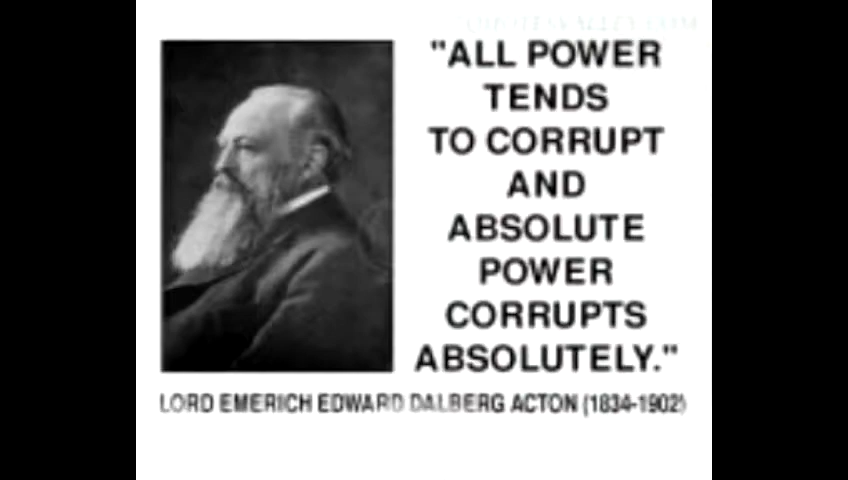 "ALL POWER
TENDS
TO CORRUPT
AND
ABSOLUTE
POWER
CORRUPTS
ABSOLUTELY."
LORD EMERICH EDWARD DALBERG ACTON (1834-1902)